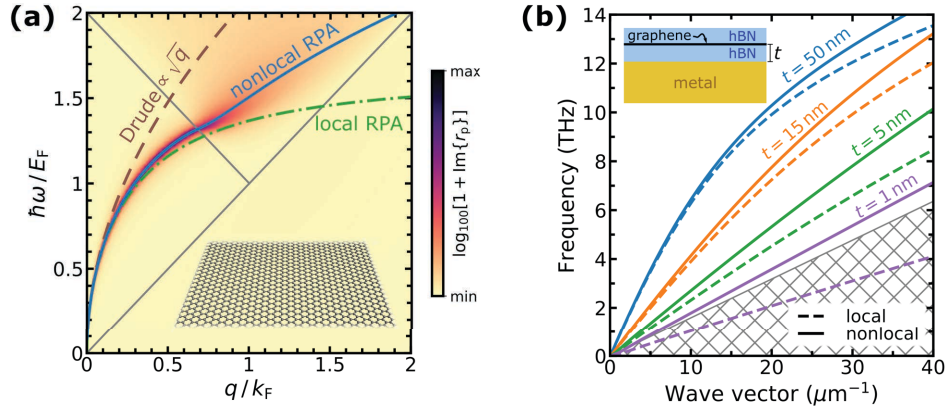 (a)
2
1.5
1
0.5
0
ħω / E_F
0
0.5
1
1.5
2
q / k_F
Drude ∝ √q
nonlocal RPA
local RPA
max
log₁₀₀[1 + Im{r_p}]
min
(b)
14
12
10
8
6
4
2
0
Frequency (THz)
0
10
20
30
40
Wave vector (μm⁻¹)
graphene
hBN
hBN
t
metal
t = 50 nm
t = 15 nm
t = 5 nm
t = 1 nm
local
nonlocal